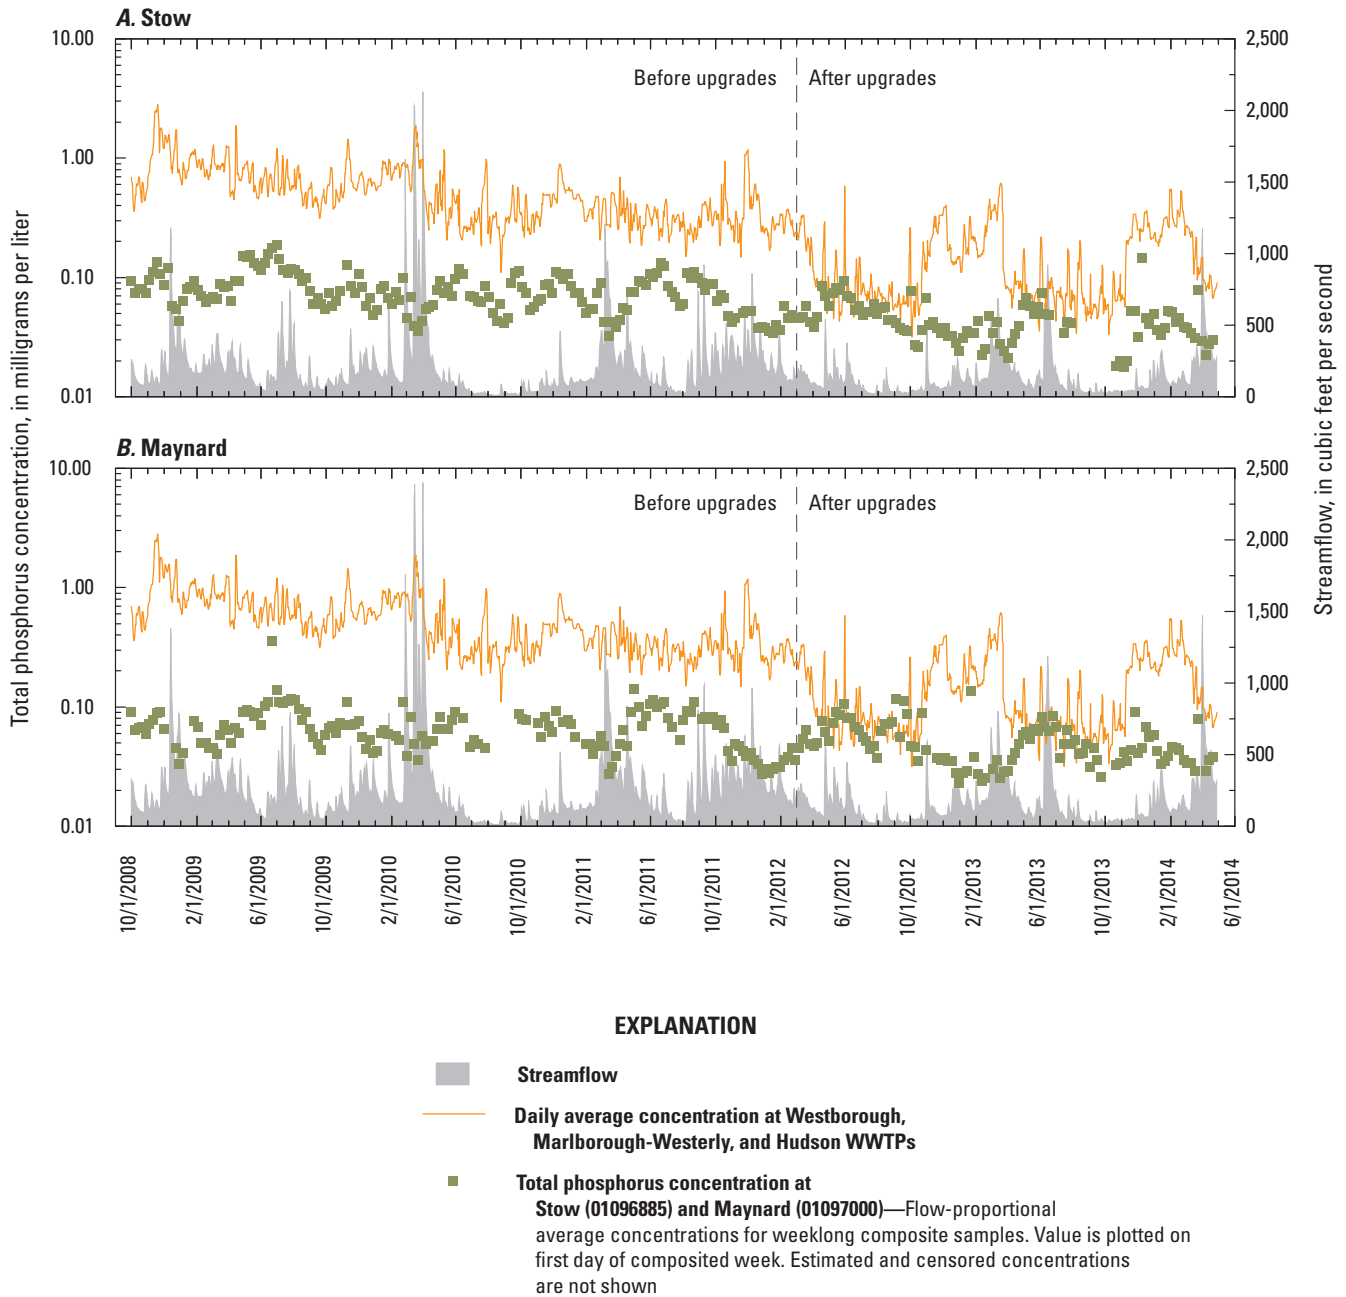 A. Stow
10.00
1.00
0.10
0.01
2,500
2,000
1,500
1,000
500
0
Before upgrades
After upgrades
B. Maynard
10.00
1.00
0.10
0.01
2,500
2,000
1,500
1,000
500
0
Before upgrades
After upgrades
Total phosphorus concentration, in milligrams per liter
Streamflow, in cubic feet per second
10/1/2008
2/1/2009
6/1/2009
10/1/2009
2/1/2010
6/1/2010
10/1/2010
2/1/2011
6/1/2011
10/1/2011
2/1/2012
6/1/2012
10/1/2012
2/1/2013
6/1/2013
10/1/2013
2/1/2014
6/1/2014
EXPLANATION
Streamflow
Daily average concentration at Westborough,
Marlborough-Westerly, and Hudson WWTPs
Total phosphorus concentration at
Stow (01096885) and Maynard (01097000)—Flow-proportional
average concentrations for weeklong composite samples. Value is plotted on
first day of composited week. Estimated and censored concentrations
are not shown